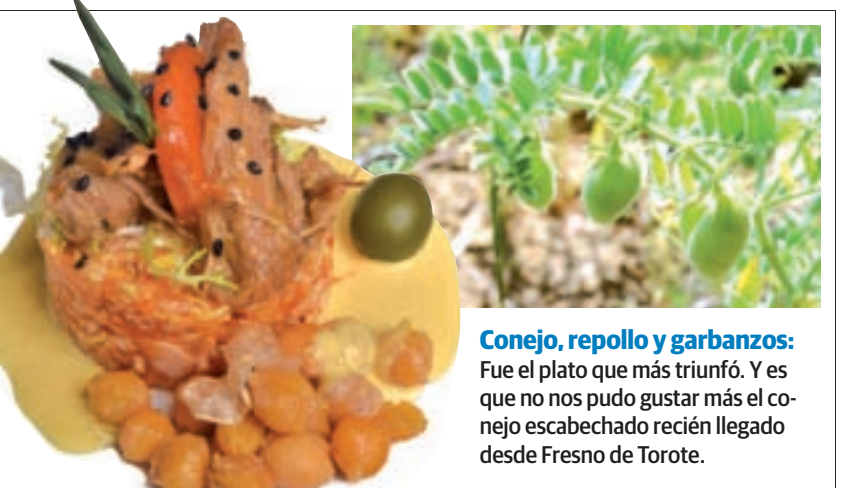 Conejo, repollo y garbanzos:
Fue el plato que más triunfó. Y es
que no nos pudo gustar más el co-
nejo escabechado recién llegado
desde Fresno de Torote.